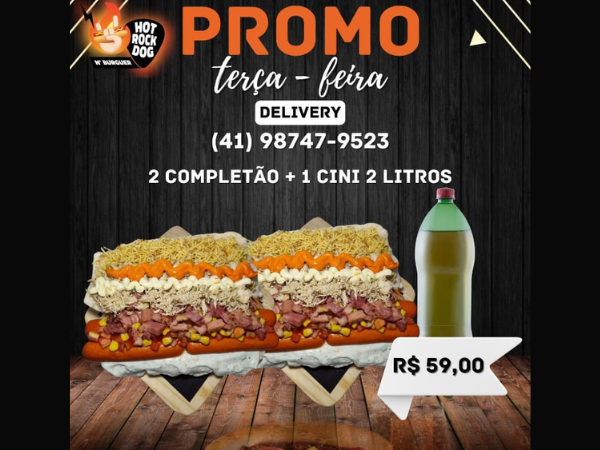 HOT
ROCK
DOG
N' BURGUER
PROMO
terça - feira
DELIVERY
(41) 98747-9523
2 COMPLETÃO + 1 CINI 2 LITROS
R$ 59,00